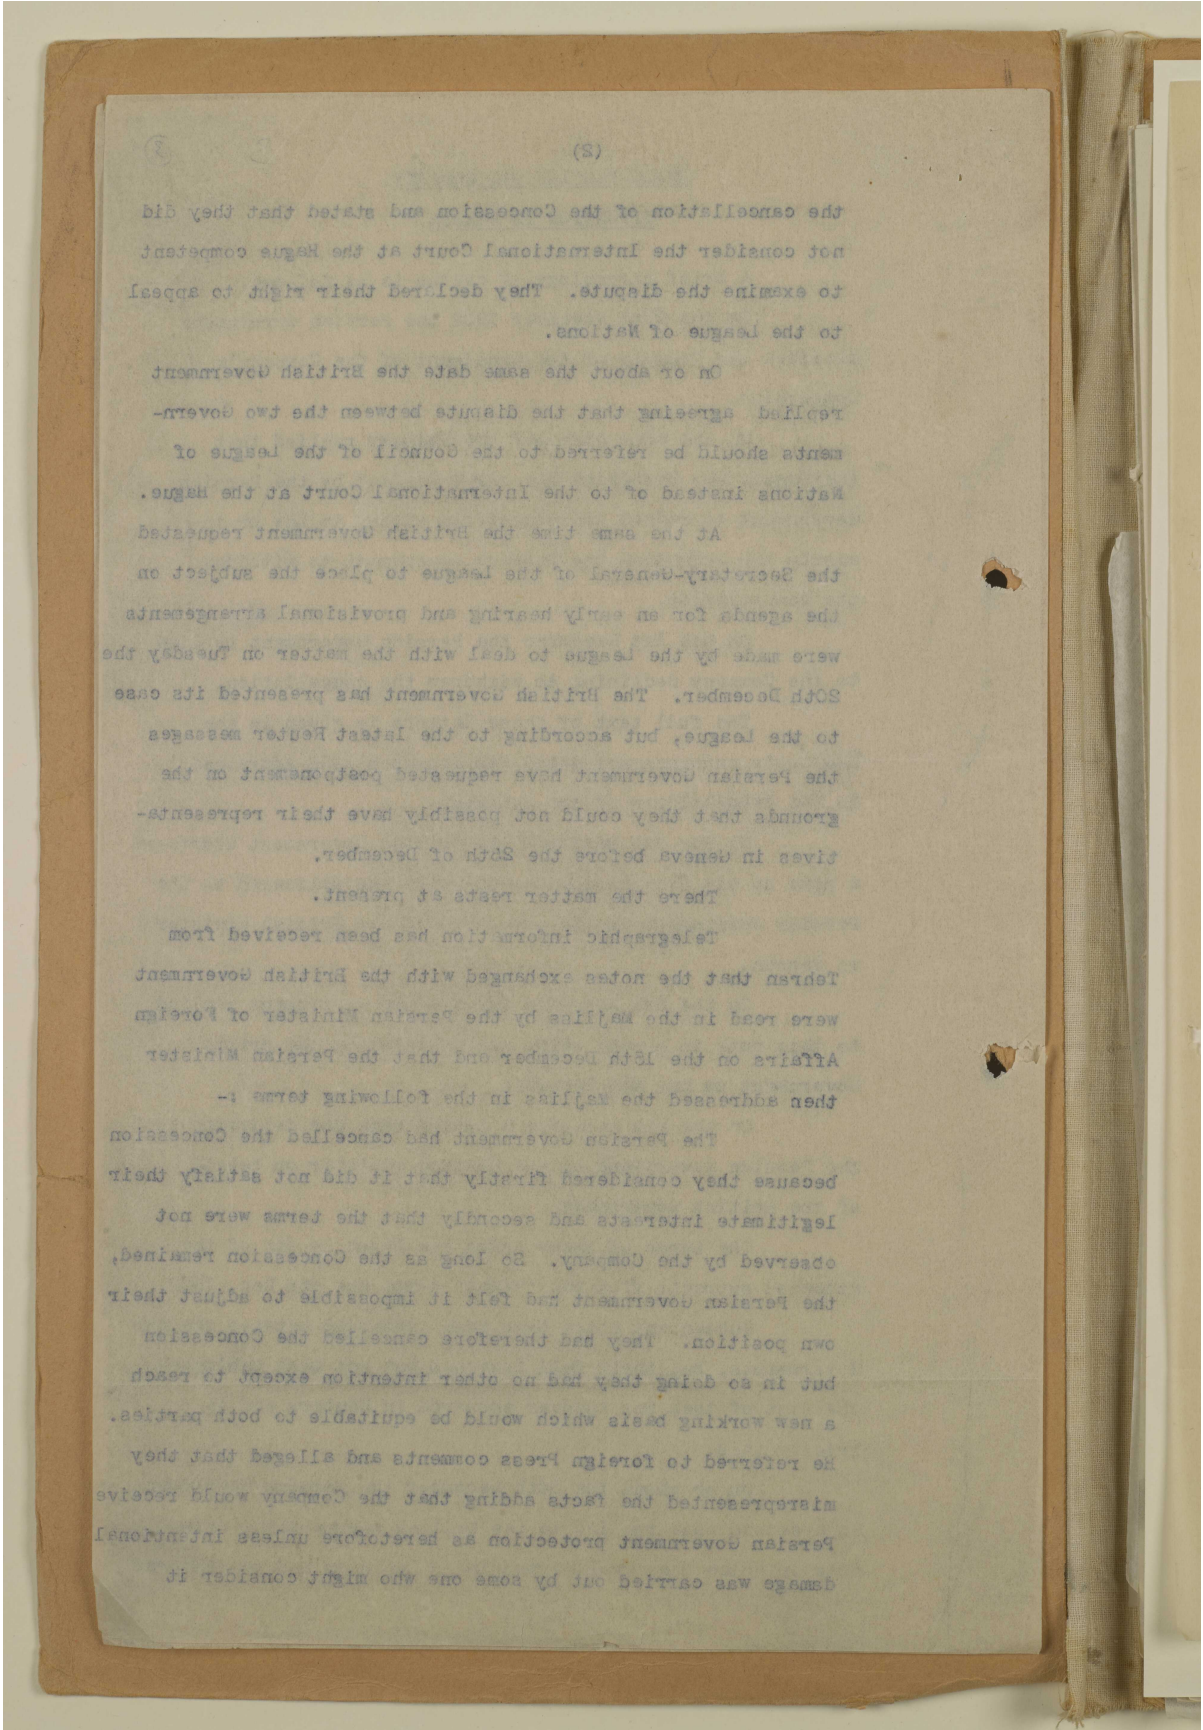 (2)
the cancellation of the Concession and stated that they did
not consider the International Court at the Hague competent
to examine the dispute. They declared their right to appeal
to the League of Nations.
On or about the same date the British Government
replied agreeing that the dispute between the two Govern-
ments should be referred to the Council of the League of
Nations instead of to the International Court at the Hague.
At the same time the British Government requested
the Secretary-General of the League to place the subject on
the agenda for an early hearing and provisional arrangements
were made by the League to deal with the matter on Tuesday the
20th December. The British Government has presented its case
to the League, but according to the latest Reuter messages
the Persian Government have requested postponement on the
grounds that they could not possibly have their representa-
tives in Geneva before the of December.
There the matter rests at present.
Telegraphic information has been received from
Tehran that the notes exchanged with the British Government
were read in the Majlis by the Persian Minister of Foreign
Affairs on the December and that the Persian Minister
then addressed the Majlis in the following terms :-
The Persian Government had cancelled the Concession
because they considered firstly that it did not satisfy their
legitimate interests and secondly that the terms were not
observed by the Company. So long as the Concession remained,
the Persian Government had felt it impossible to adjust their
own position. They had therefore cancelled the Concession
but in so doing they had no other intention except to reach
a new working basis which would be equitable to both parties.
He referred to foreign Press comments and alleged that they
misrepresented the facts adding that the Company would receive
Persian Government protection as heretofore unless intentional
damage was carried out by some one who might consider it